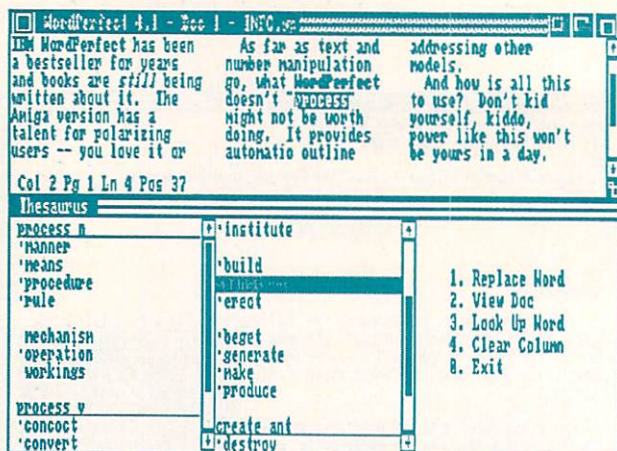 WordPerfect 4.1 - Doc 1 - INFO.wp
IBM WordPerfect has been
a bestseller for years
and books are still being
written about it. The
Amiga version has a
talent for polarizing
users -- you love it or
As far as text and
number manipulation
go, what WordPerfect
doesn't "process"
might not be worth
doing. It provides
automatic outline
addressing other
models.
And how is all this
to use? Don't kid
yourself, kiddo,
power like this won't
be yours in a day.
Col 2 Pg 1 Ln 4 Pos 37
Thesaurus
process n
·manner
·means
·procedure
·rule
mechanism
·operation
workings
process v
·concoct
·convert
·institute
·build
·erect
·beget
·generate
·make
·produce
create ant
·destroy
1. Replace Word
2. View Doc
3. Look Up Word
4. Clear Column
0. Exit